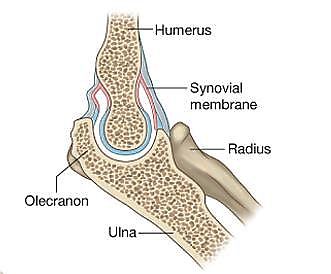 Humerus
Synovial
membrane
Radius
Olecranon
Ulna